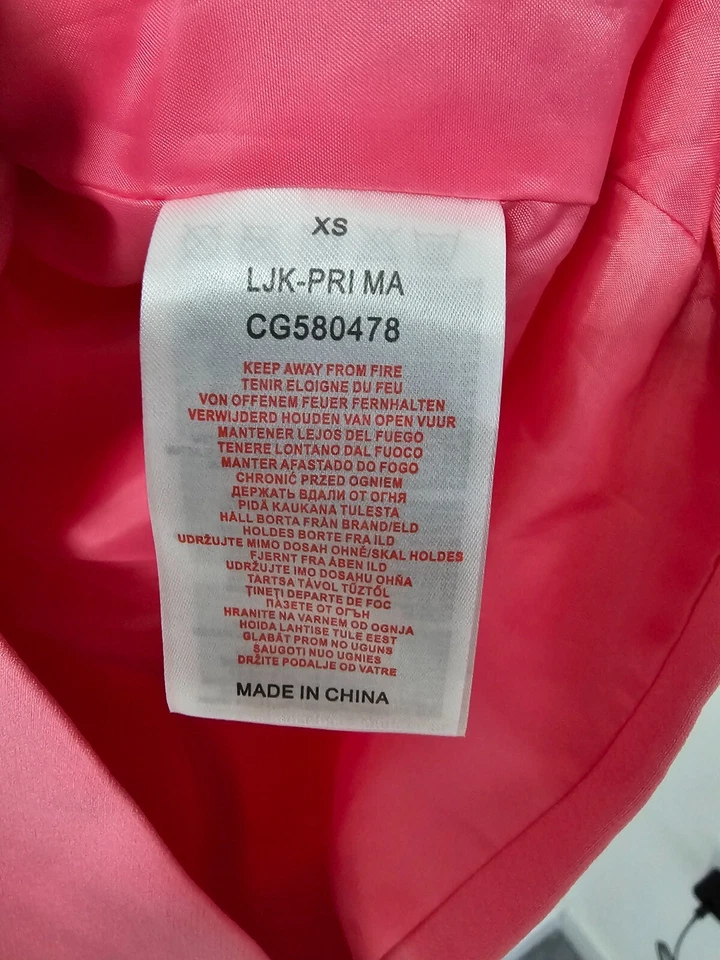 XS
LJK-PRIMA
CG580478
KEEP AWAY FROM FIRE
TENIR ELOIGNE DU FEU
VON OFFENEM FEUER FERNHALTEN
VERWIJDERD HOUDEN VAN OPEN VUUR
MANTENER LEJOS DEL FUEGO
TENERE LONTANO DAL FUOCO
MANTER AFASTADO DO FOGO
CHRONIĆ PRZED OGNIEM
ДЕРЖАТЬ ВДАЛИ ОТ ОГНЯ
PIDÄ KAUKANA TULESTA
HÅLL BORTA FRÅN BRAND/ELD
HOLDES BORTE FRA ILD
UDRŽUJTE MIMO DOSAH OHNĚ/SKAL HOLDES
FJERNT FRA ÅBEN ILD
UDRŽUJTE IMO DOSAHU OHŇA
TARTSA TÁVOL TŰZTŐL
ȚINEȚI DEPARTE DE FOC
ПАЗЕТЕ ОТ ОГЪН
HRANITE NA VARNEM OD OGNJA
HOIDA LAHTISE TULE EEST
GLABĀT PROM NO UGUNS
SAUGOTI NUO UGNIES
DRŽITE PODALJE OD VATRE
MADE IN CHINA